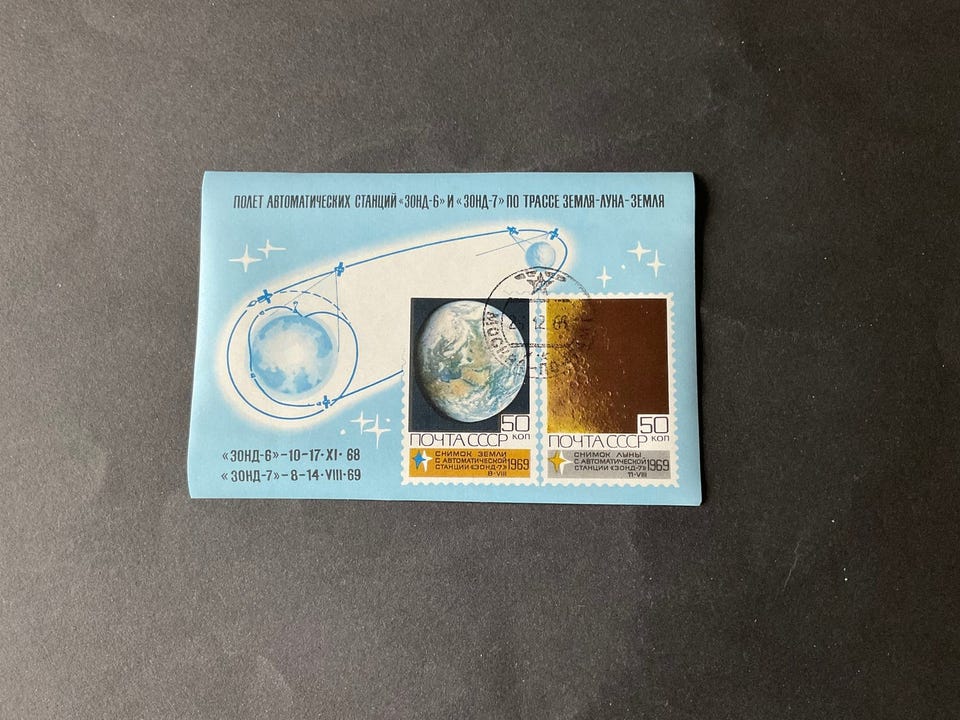 ПОЛЕТ АВТОМАТИЧЕСКИХ СТАНЦИЙ «ЗОНД-6» И «ЗОНД-7» ПО ТРАССЕ ЗЕМЛЯ-ЛУНА-ЗЕМЛЯ
«ЗОНД-6» – 10-17·XI·68
«ЗОНД-7» – 8-14·VIII·69
50 КОП
ПОЧТА СССР
СНИМОК ЗЕМЛИ
С АВТОМАТИЧЕСКОЙ
СТАНЦИИ «ЗОНД-7»
8-VIII
1969
50 КОП
ПОЧТА СССР
СНИМОК ЛУНЫ
С АВТОМАТИЧЕСКОЙ
СТАНЦИИ «ЗОНД-7»
11-VIII
1969